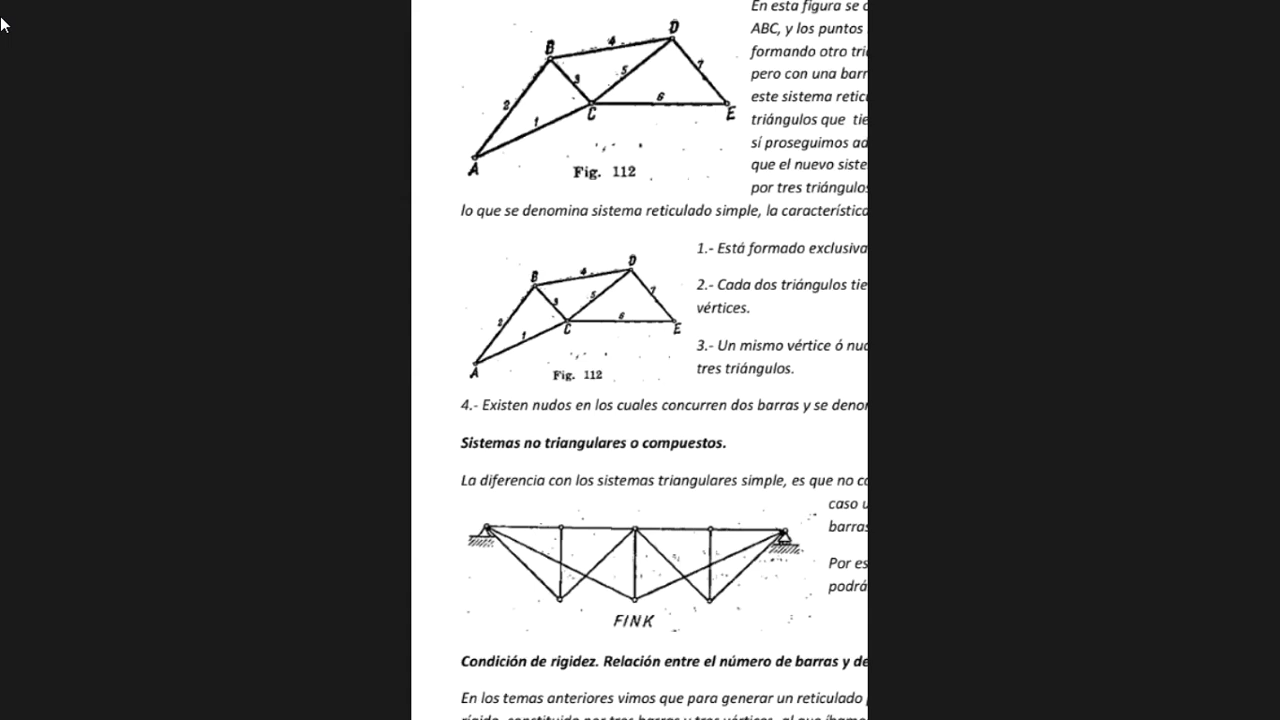 En esta figura se
ABC, y los puntos
formando otro
pero con una
este sistema
triángulos que tie
sí proseguimos
que el nuevo siste
por tres triángulos
B
4
D
2
3
5
7
1
C
6
E
A
Fig. 112
lo que se denomina sistema reticulado simple, la característica
1.- Está formado exclusiva
2.- Cada dos triángulos tie
vértices.
3.- Un mismo vértice ó
tres triángulos.
B
4
D
2
3
5
7
1
C
6
E
A
Fig. 112
4.- Existen nudos en los cuales concurren dos barras y se
Sistemas no triangulares o compuestos.
La diferencia con los sistemas triangulares simple, es que no
caso
barras
Por es
podrá
FINK
Condición de rigidez. Relación entre el número de barras y de
En los temas anteriores vimos que para generar un reticulado